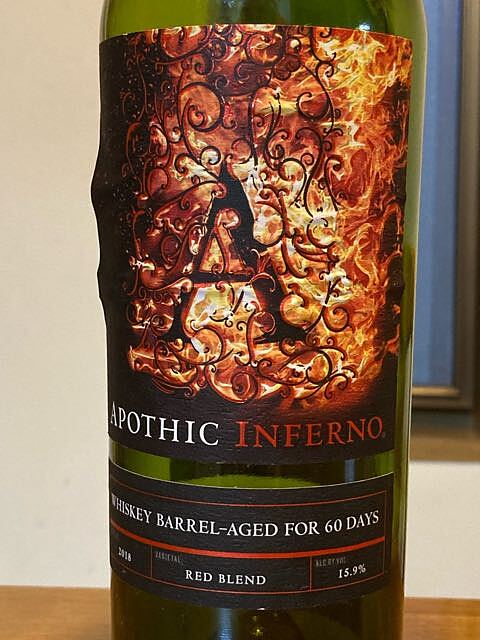 A
APOTHIC INFERNO®
WHISKEY BARREL-AGED FOR 60 DAYS
2018
VARIETAL
RED BLEND
ALC. BY VOL.
15.9%